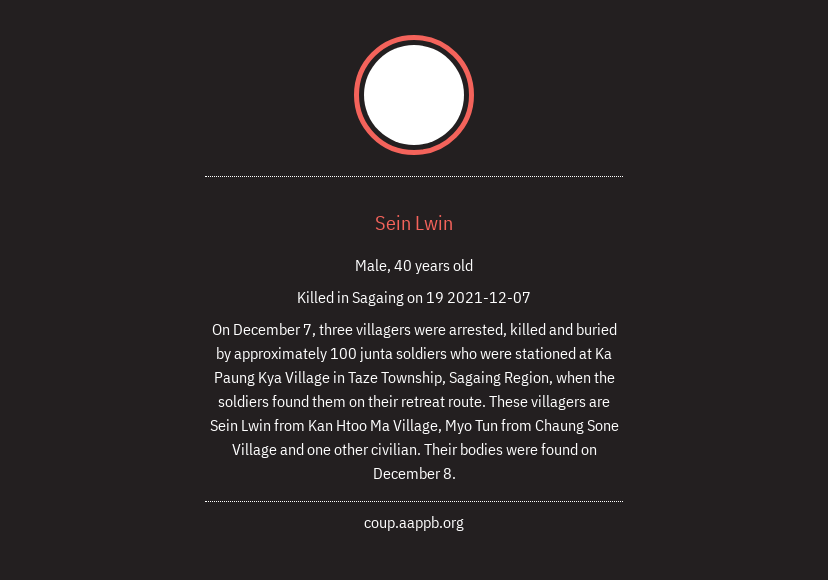 Sein Lwin
Male, 40 years old
Killed in Sagaing on 19 2021-12-07
On December 7, three villagers were arrested, killed and buried
by approximately 100 junta soldiers who were stationed at Ka
Paung Kya Village in Taze Township, Sagaing Region, when the
soldiers found them on their retreat route. These villagers are
Sein Lwin from Kan Htoo Ma Village, Myo Tun from Chaung Sone
Village and one other civilian. Their bodies were found on
December 8.
coup.aappb.org